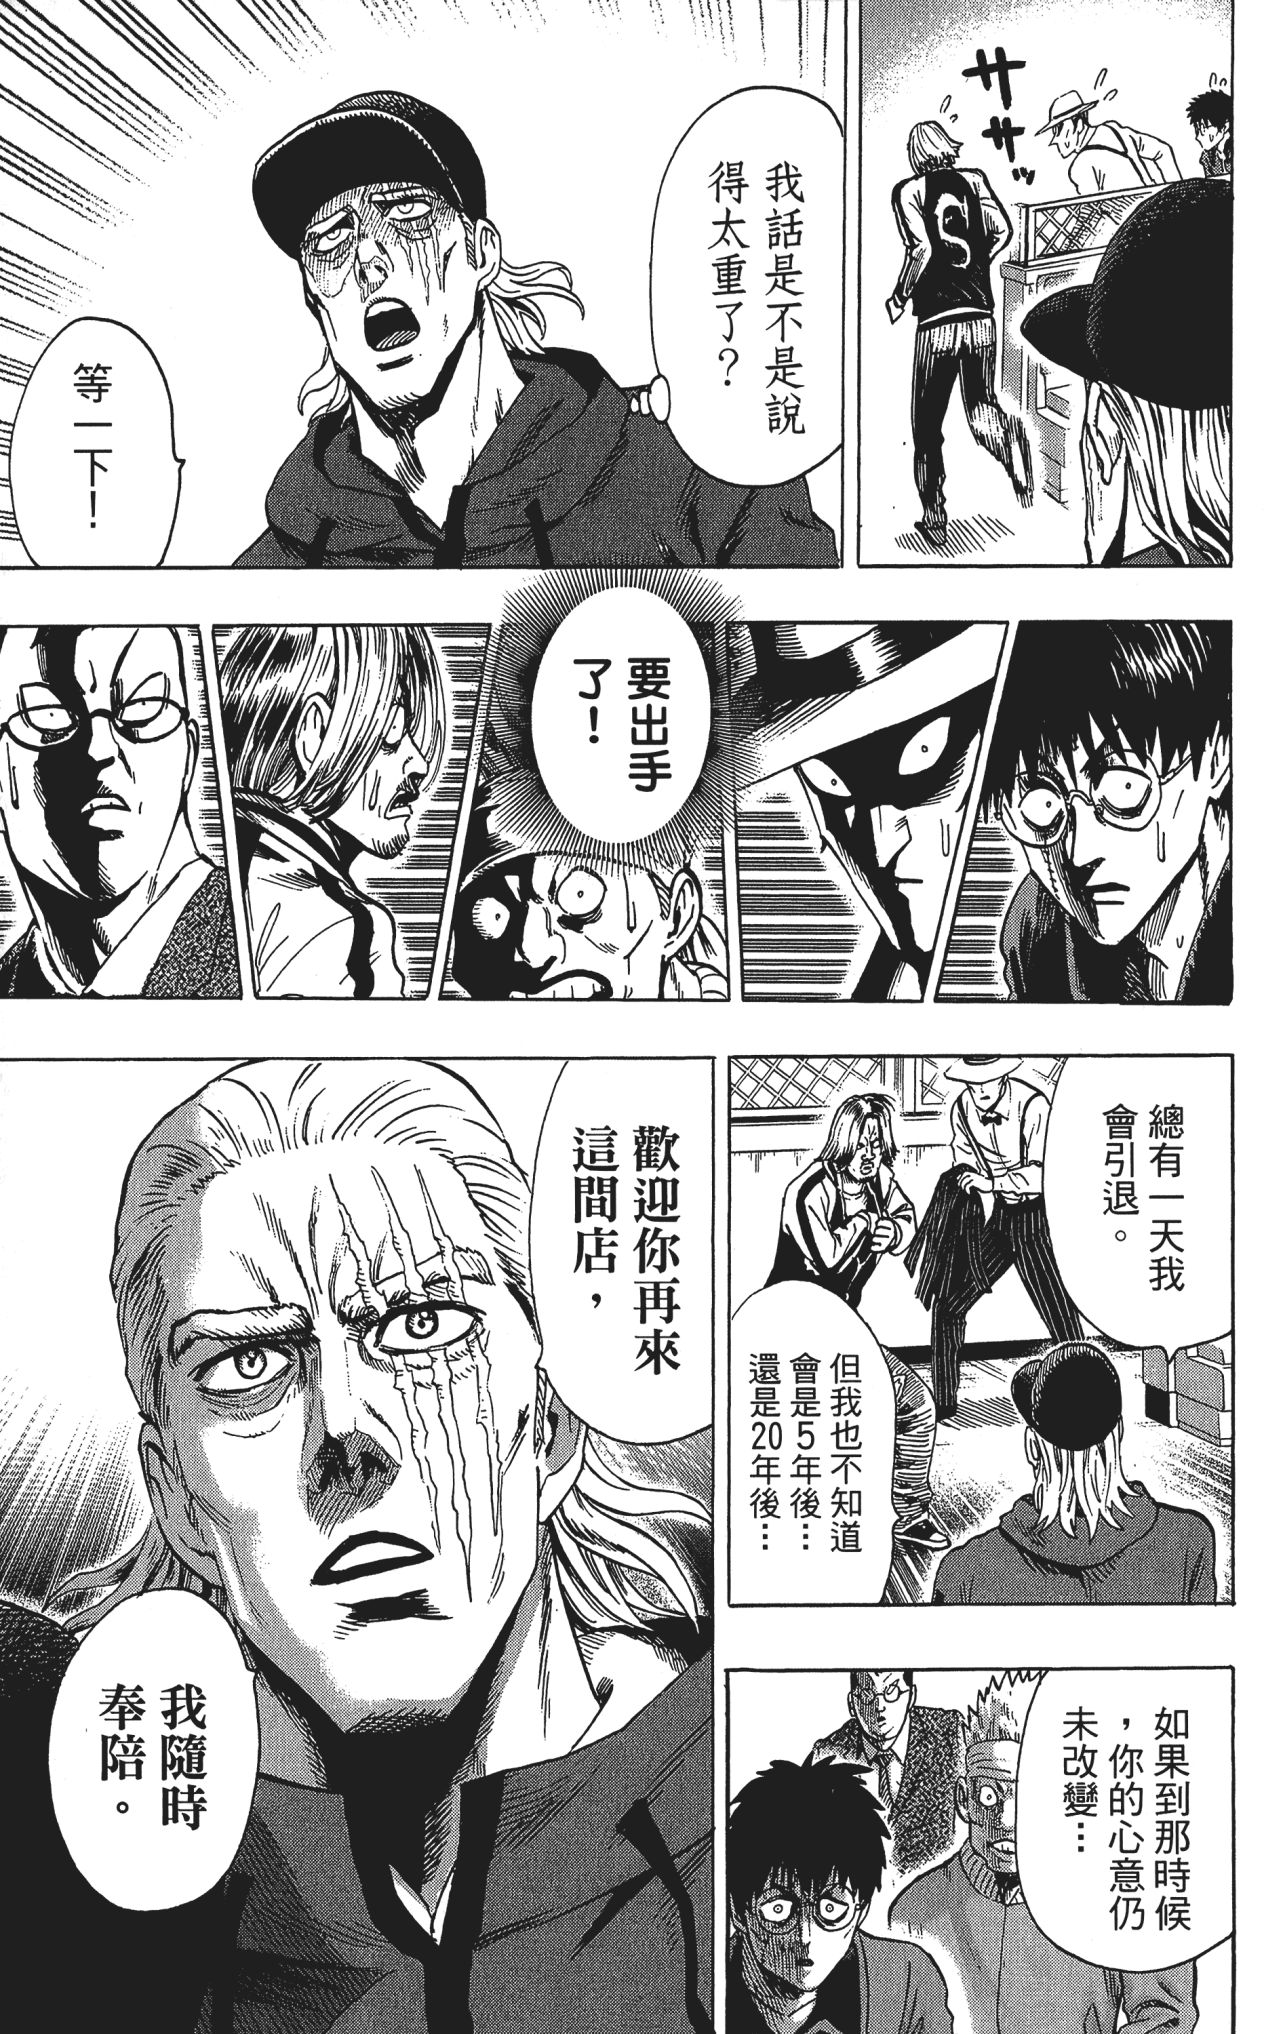 ザザッ
我話是不是說
得太重了?
等一下!
要出手
了!
總有一天我
會引退。
但我也不知道
會是5年後…
還是20年後…
如果到那時候
,你的心意仍
未改變…
歡迎你再來
這間店,
我隨時
奉陪。